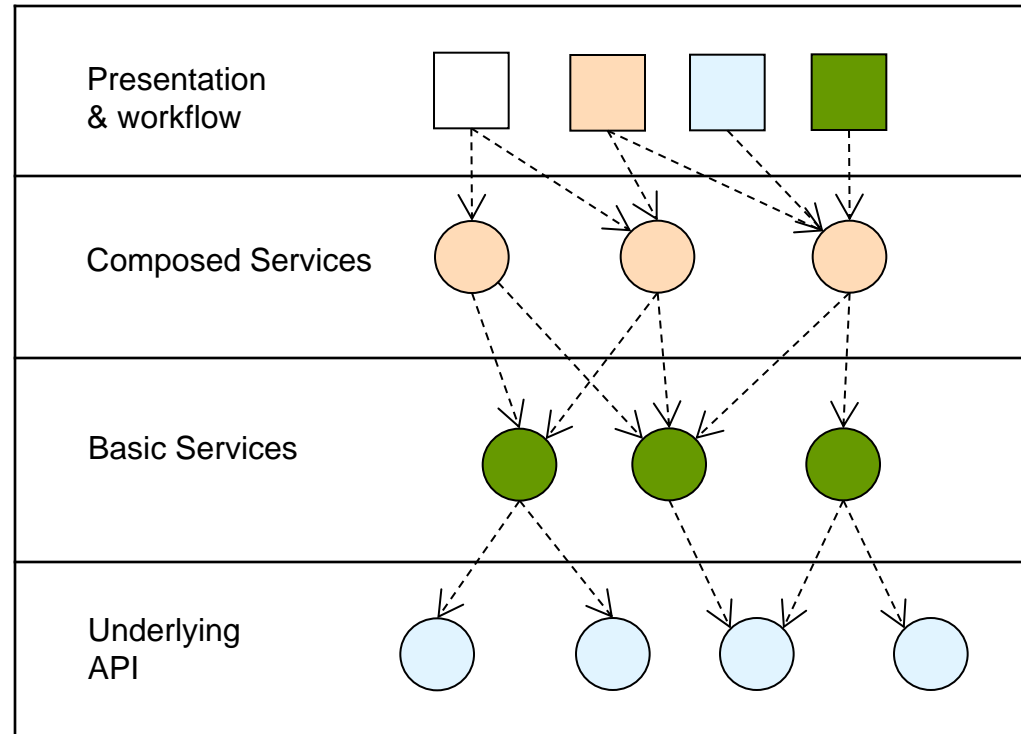 Presentation
& workflow
Composed Services
Basic Services
Underlying
API